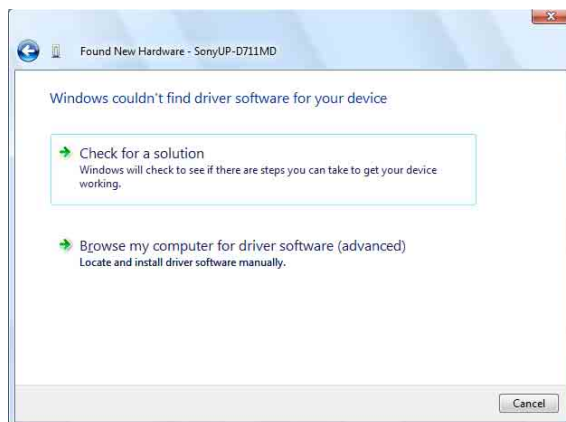 Found New Hardware - SonyUP-D711MD
Windows couldn't find driver software for your device
Check for a solution
Windows will check to see if there are steps you can take to get your device
working.
Browse my computer for driver software (advanced)
Locate and install driver software manually.
Cancel